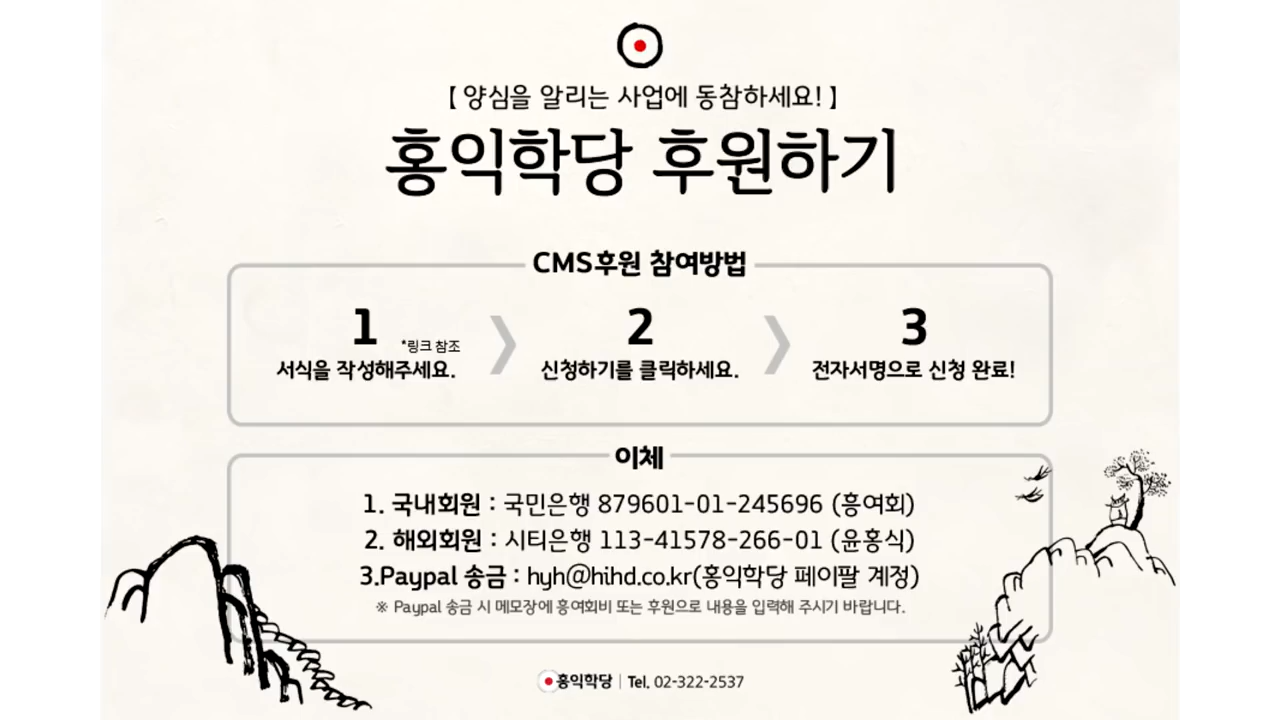 【양심을 알리는 사업에 동참하세요!】
홍익학당 후원하기
CMS후원 참여방법
1 *링크 참조
서식을 작성해주세요.
2
신청하기를 클릭하세요.
3
전자서명으로 신청 완료!
이체
1. 국내회원 : 국민은행 879601-01-245696 (흥여회)
2. 해외회원 : 시티은행 113-41578-266-01 (윤홍식)
3.Paypal 송금 : hyh@hihd.co.kr(홍익학당 페이팔 계정)
※ Paypal 송금 시 메모장에 흥여회비 또는 후원으로 내용을 입력해 주시기 바랍니다.
홍익학당 | Tel. 02-322-2537